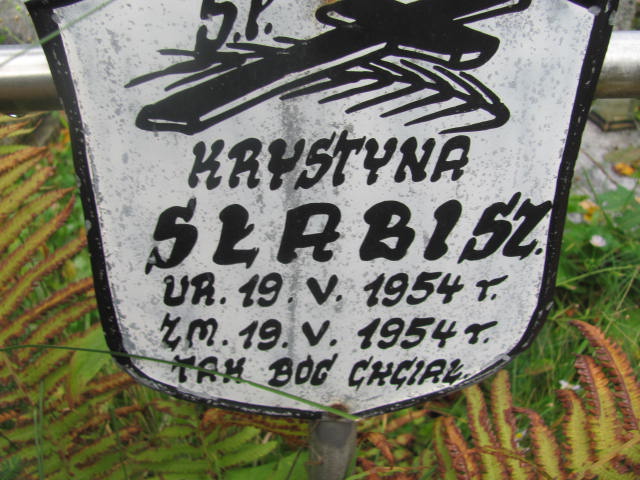 Ś.P.
KRYSTYNA
SŁABISZ.
UR. 19. V. 1954 r.
ZM. 19. V. 1954 r.
TAK BÓG CHCIAŁ.